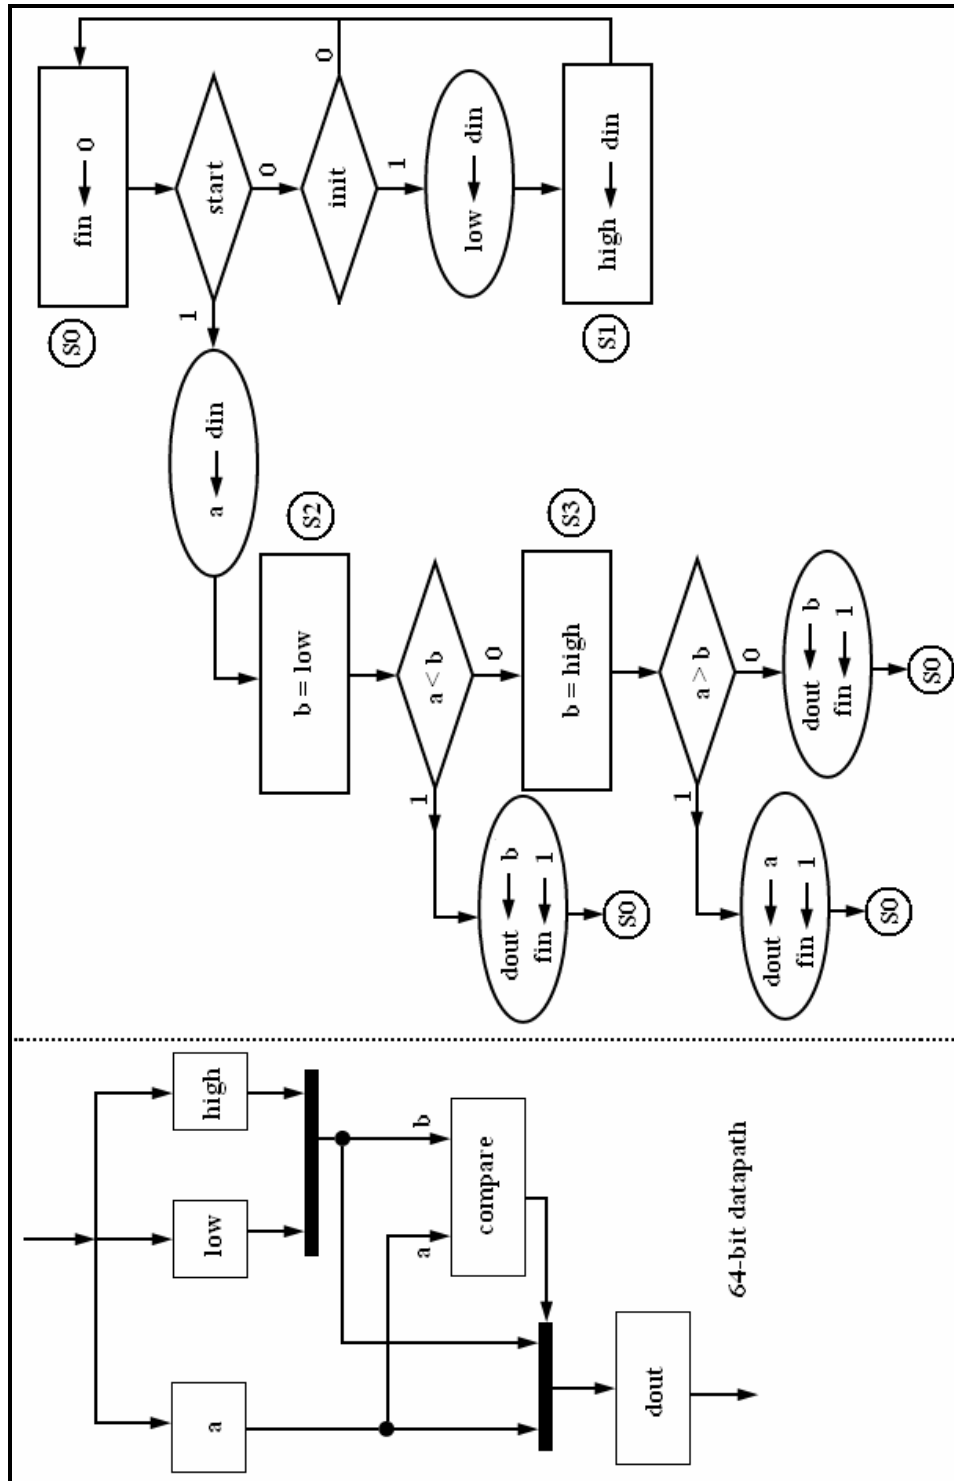 fin ← 0
S0
start
1
0
init
0
1
low ← din
high ← din
S1
a ← din
b = low
S2
a < b
1
0
dout ← b
fin ← 1
S0
b = high
S3
a > b
1
0
dout ← a
fin ← 1
S0
dout ← b
fin ← 1
S0
a
low
high
a
b
compare
dout
64-bit datapath